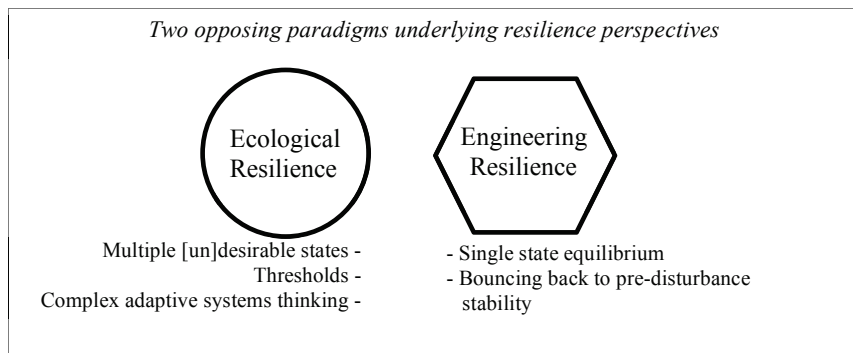 Two opposing paradigms underlying resilience perspectives
Ecological
Resilience
Engineering
Resilience
Multiple [un]desirable states -
Thresholds -
Complex adaptive systems thinking -
- Single state equilibrium
- Bouncing back to pre-disturbance
stability